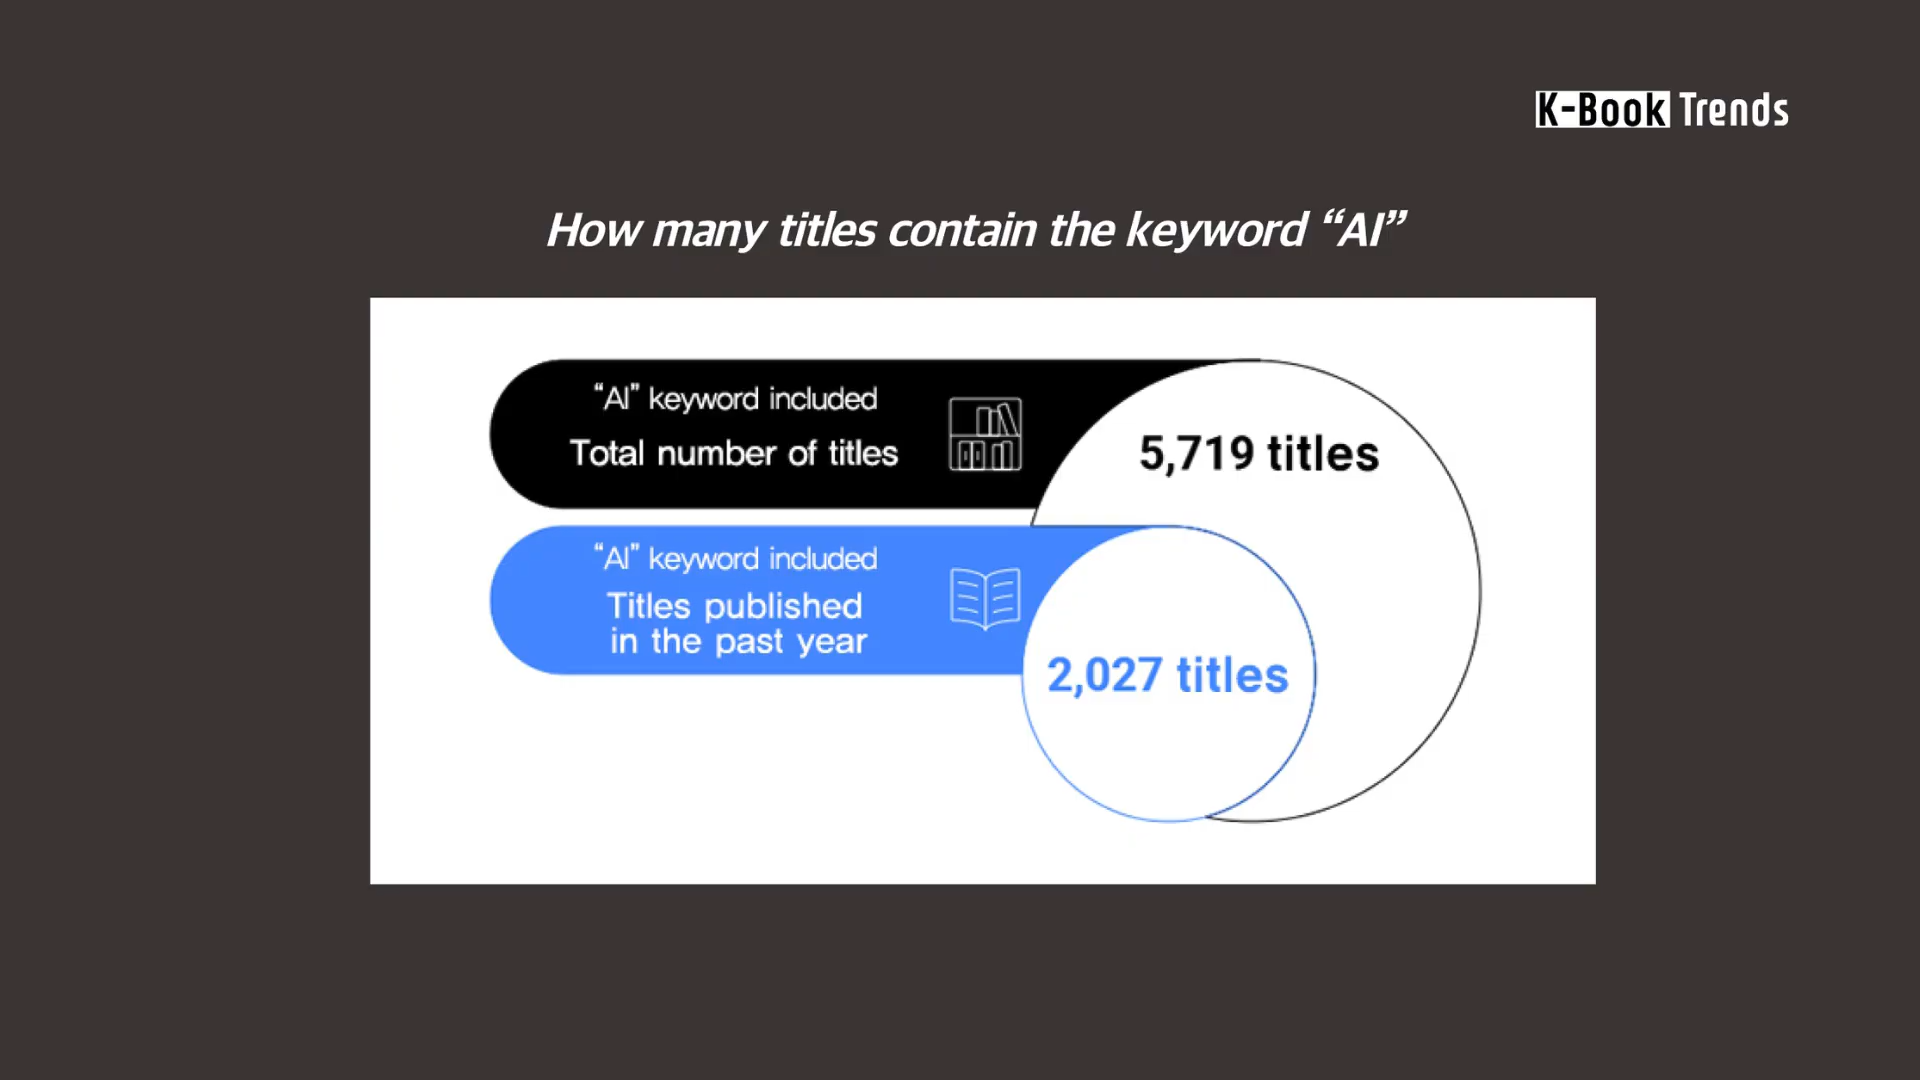 K-Book Trends
How many titles contain the keyword “AI”
“AI” keyword included
Total number of titles
5,719 titles
“AI” keyword included
Titles published
in the past year
2,027 titles